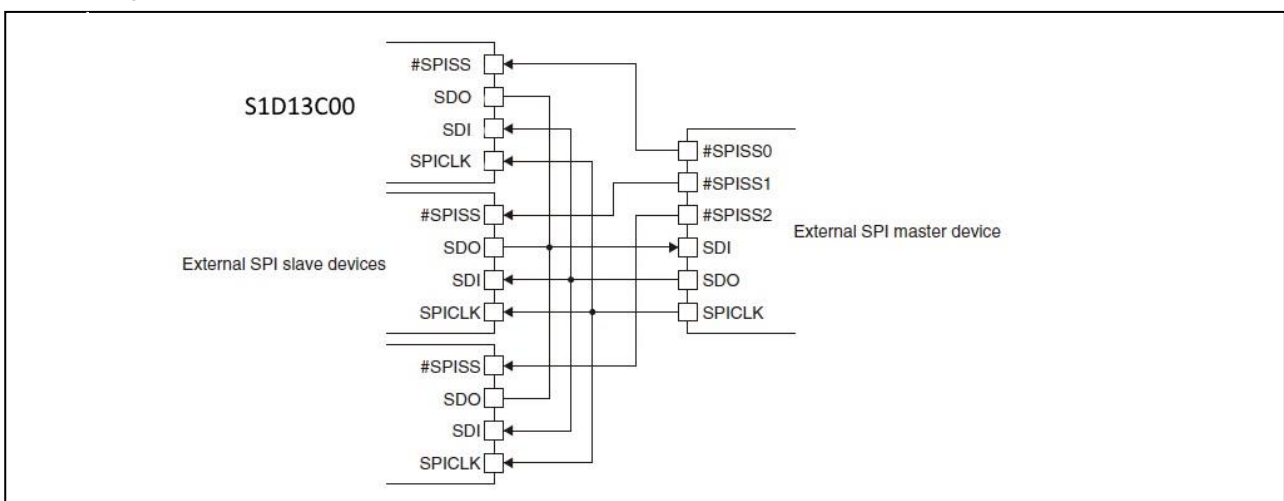 #SPISS
SDO
S1D13C00
SDI
SPICLK
#SPISS
SDO
External SPI slave devices
SDI
SPICLK
#SPISS
SDO
SDI
SPICLK
#SPISS0
#SPISS1
#SPISS2
External SPI master device
SDI
SDO
SPICLK